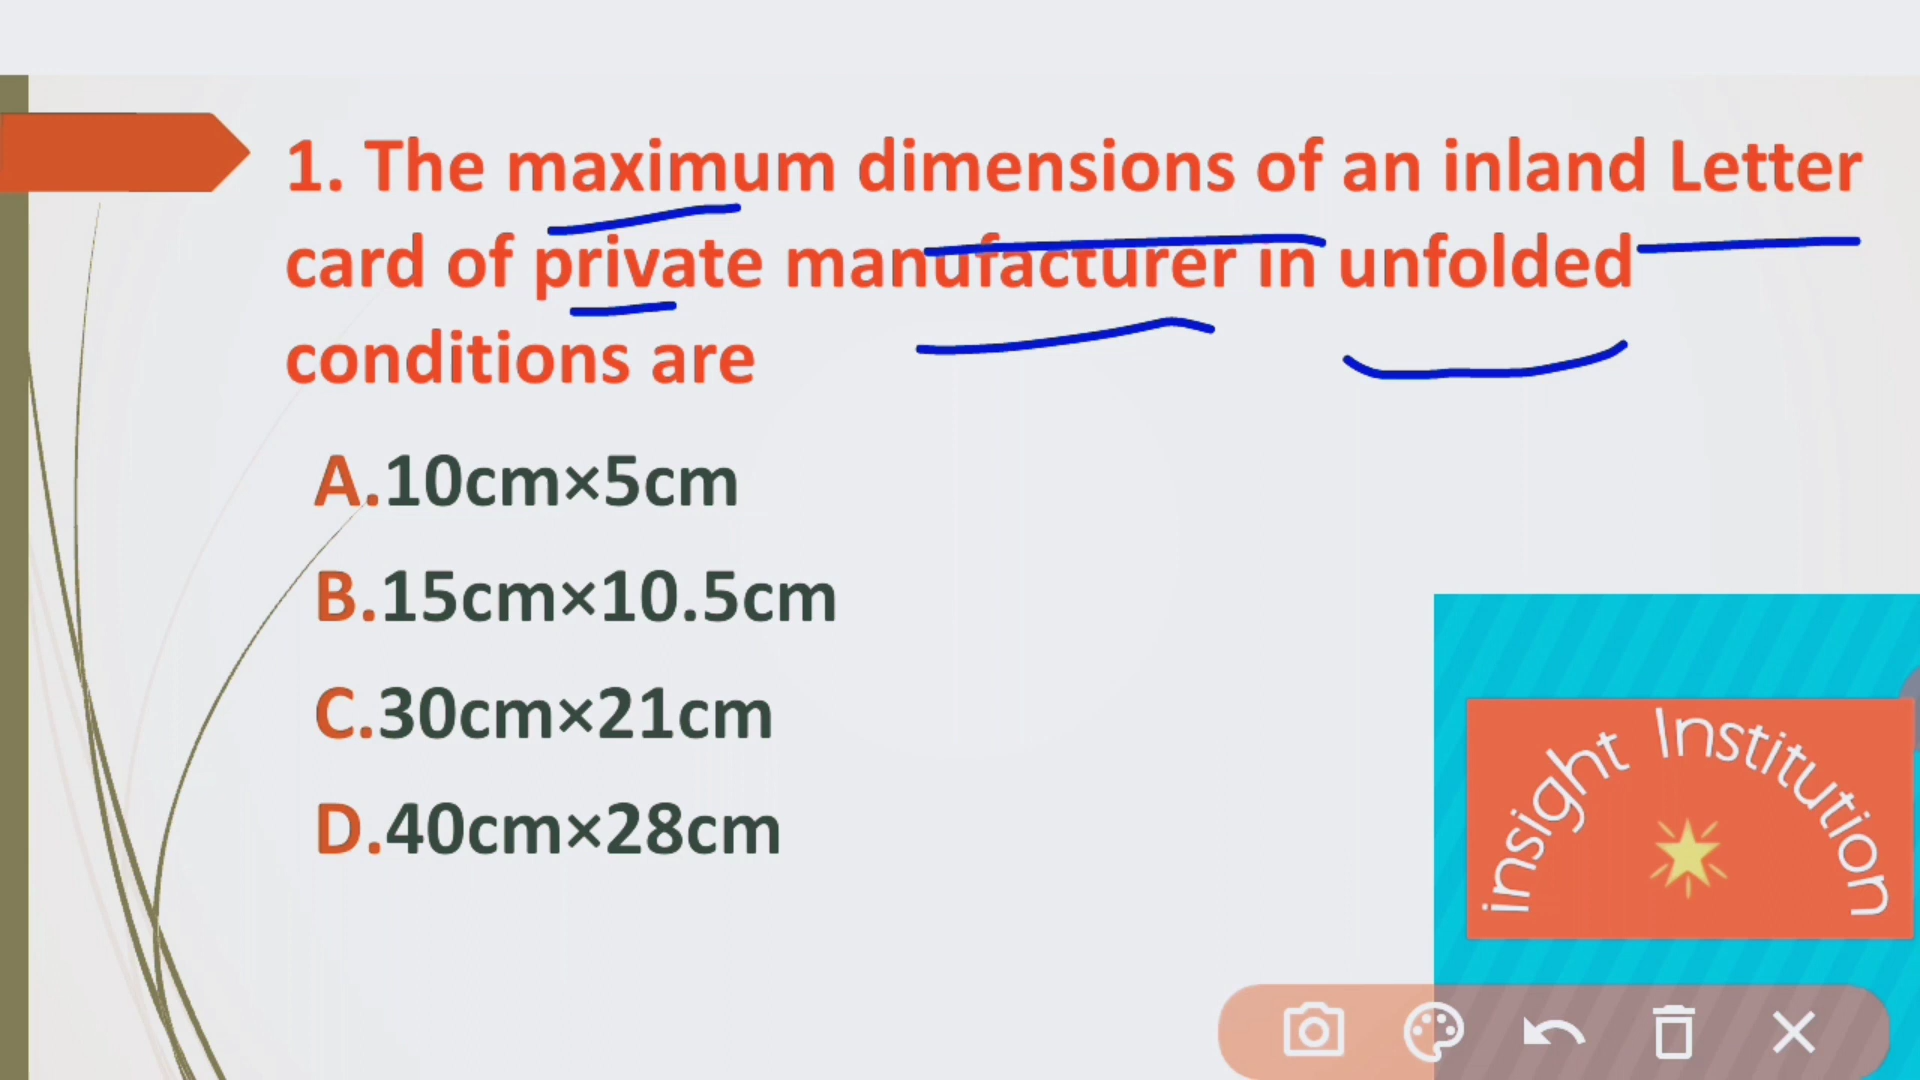 1. The maximum dimensions of an inland Letter
card of private manufacturer in unfolded
conditions are
A.10cm×5cm
B.15cm×10.5cm
C.30cm×21cm
D.40cm×28cm
insight Institution